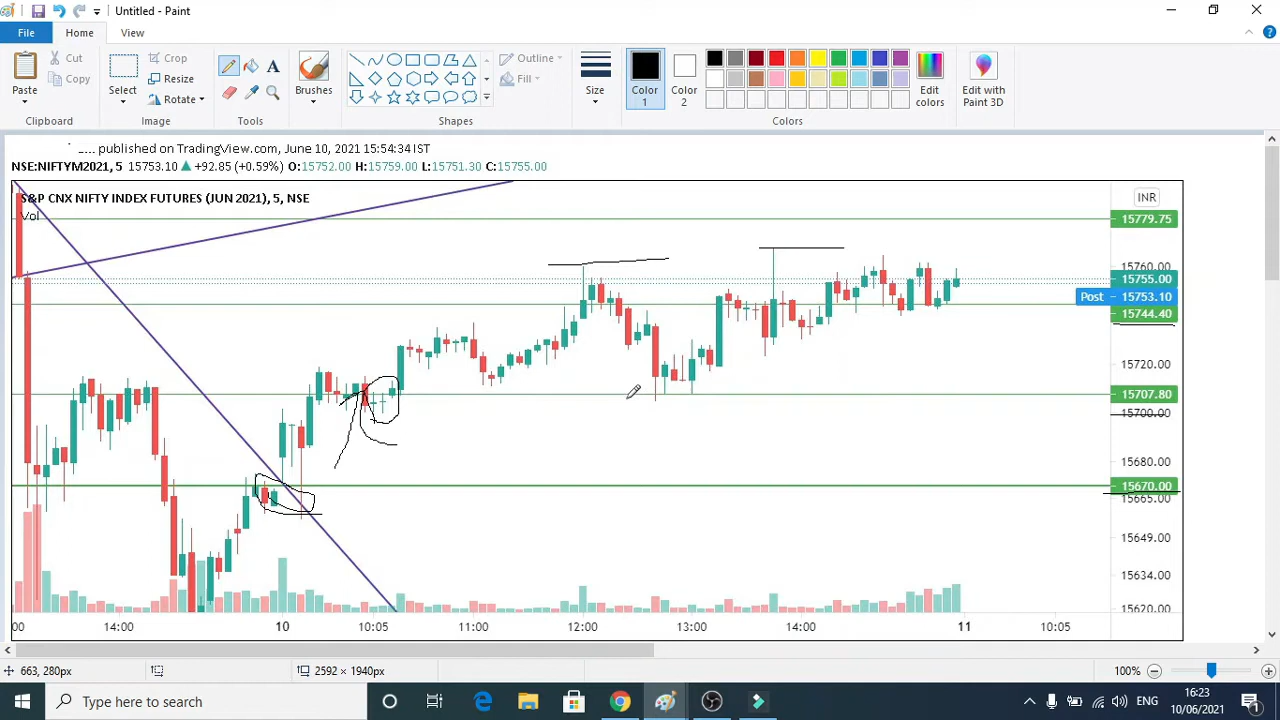 Untitled - Paint
File Home View
Paste
Cut
Copy
Clipboard
Select
Crop
Resize
Rotate
Image
A
Tools
Brushes
Outline
Fill
Shapes
Size
Color 1
Color 2
Colors
Edit colors
Edit with Paint 3D
published on TradingView.com, June 10, 2021 15:54:34 IST
NSE:NIFTYM2021, 5 15753.10 ▲ +92.85 (+0.59%) O:15752.00 H:15759.00 L:15751.30 C:15755.00
S&P CNX NIFTY INDEX FUTURES (JUN 2021), 5, NSE
Vol
INR
15779.75
15760.00
15755.00
Post 15753.10
15744.40
15720.00
15707.80
15700.00
15680.00
15670.00
15665.00
15649.00
15634.00
15620.00
:00 14:00 10 10:05 11:00 12:00 13:00 14:00 11 10:05
663, 280px
2592 × 1940px
100%
Type here to search
ENG
16:23
10/06/2021
1